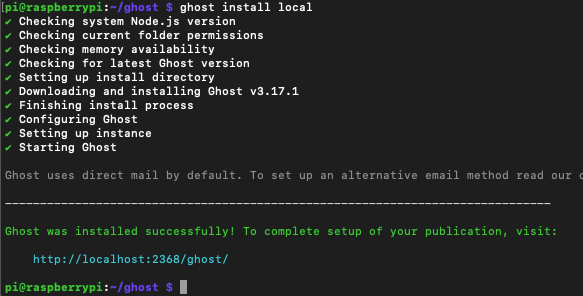 pi@raspberrypi:~/ghost $ ghost install local
✔ Checking system Node.js version
✔ Checking current folder permissions
✔ Checking memory availability
✔ Checking for latest Ghost version
✔ Setting up install directory
✔ Downloading and installing Ghost v3.17.1
✔ Finishing install process
✔ Configuring Ghost
✔ Setting up instance
✔ Starting Ghost
Ghost uses direct mail by default. To set up an alternative email method read our
------------------------------------------------------------------------------
Ghost was installed successfully! To complete setup of your publication, visit:
http://localhost:2368/ghost/
pi@raspberrypi:~/ghost $